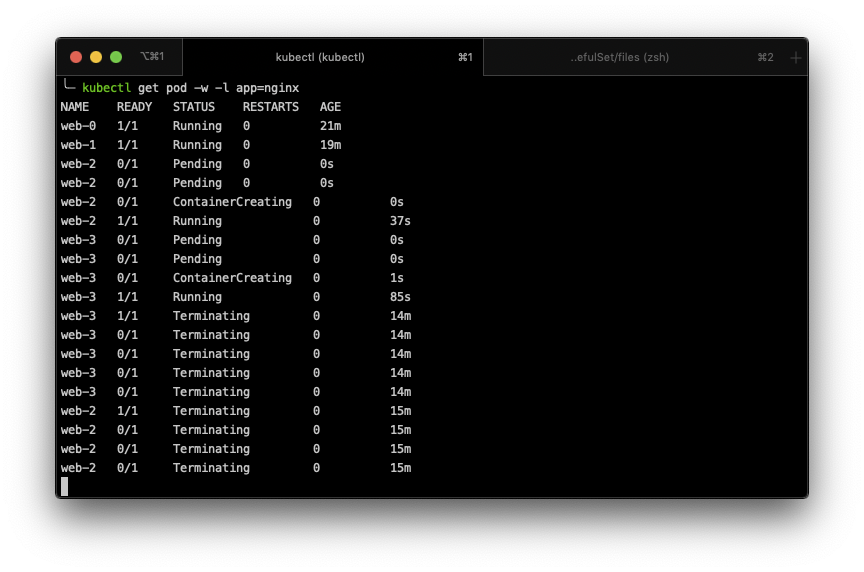 ⌥⌘1 kubectl (kubectl) ⌘1 ..efulSet/files (zsh) ⌘2 +
╰─ kubectl get pod -w -l app=nginx
NAME READY STATUS RESTARTS AGE
web-0 1/1 Running 0 21m
web-1 1/1 Running 0 19m
web-2 0/1 Pending 0 0s
web-2 0/1 Pending 0 0s
web-2 0/1 ContainerCreating 0 0s
web-2 1/1 Running 0 37s
web-3 0/1 Pending 0 0s
web-3 0/1 Pending 0 0s
web-3 0/1 ContainerCreating 0 1s
web-3 1/1 Running 0 85s
web-3 1/1 Terminating 0 14m
web-3 0/1 Terminating 0 14m
web-3 0/1 Terminating 0 14m
web-3 0/1 Terminating 0 14m
web-3 0/1 Terminating 0 14m
web-2 1/1 Terminating 0 15m
web-2 0/1 Terminating 0 15m
web-2 0/1 Terminating 0 15m
web-2 0/1 Terminating 0 15m